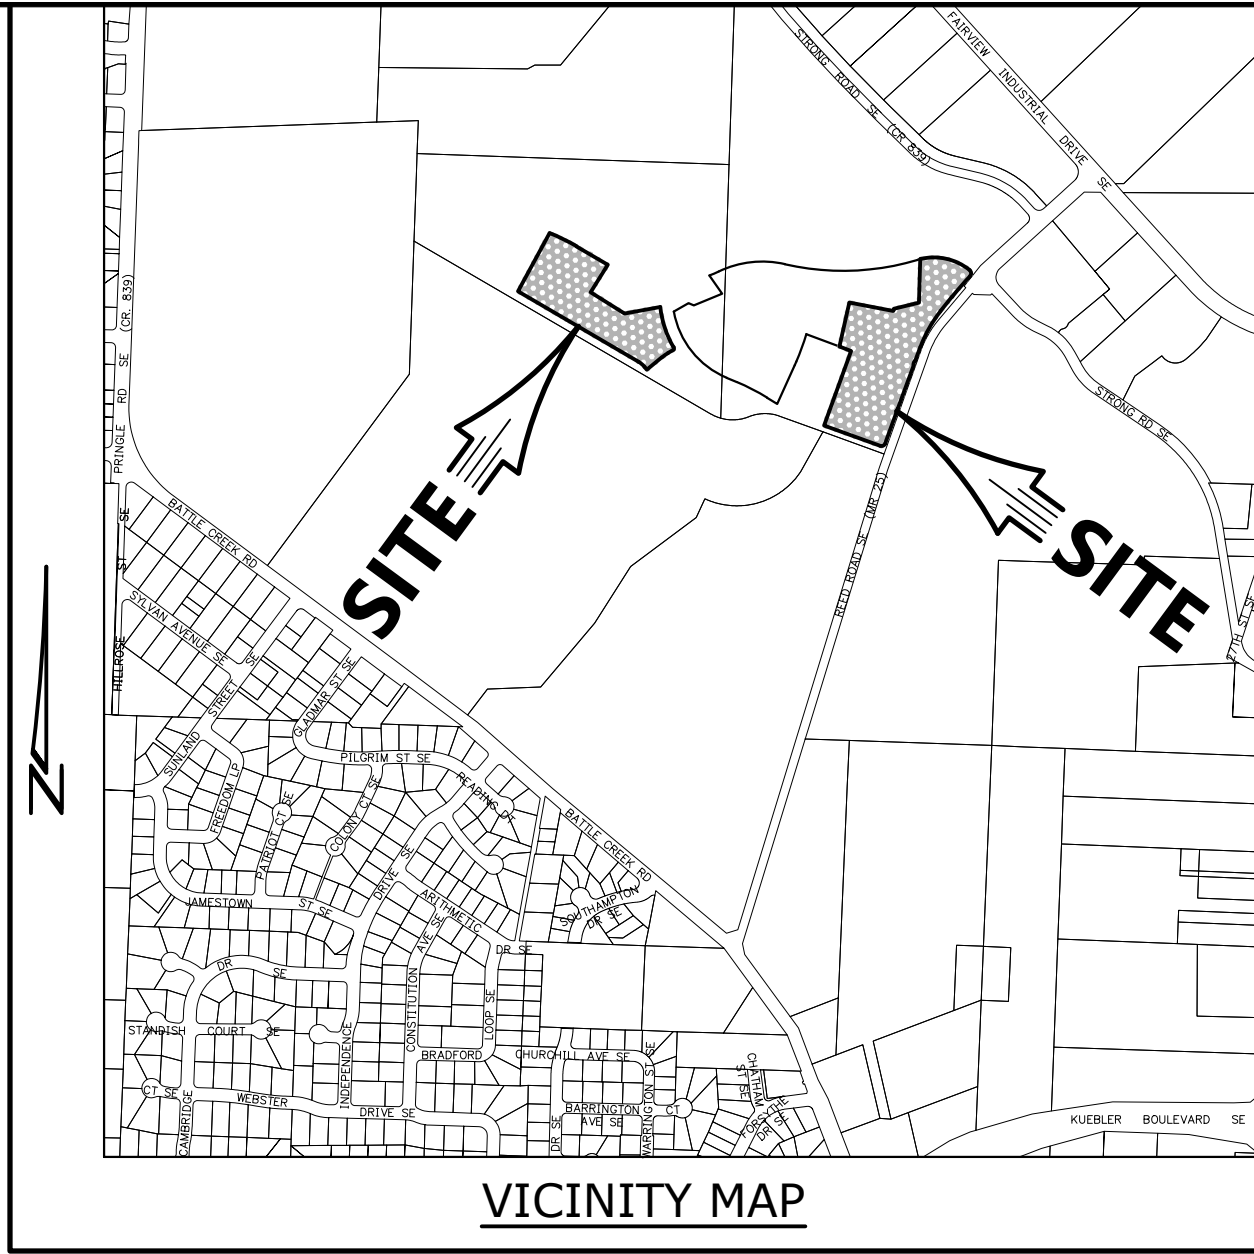 FAIRVIEW INDUSTRIAL DRIVE SE
STRONG ROAD SE (CR 839)
PRINGLE RD SE (CR. 839)
STRONG RD SE
BATTLE CREEK RD
REED ROAD SE (MR 25)
SITE
SITE
27TH ST SE
HILLROSE ST SE
SYLVAN AVENUE SE
SUNLAND STREET SE
GLADMAR ST SE
PILGRIM ST SE
READING CT
FREEDOM LP
PATRIOT CT SE
COLONY CT SE
BATTLE CREEK RD
JAMESTOWN ST SE
DRIVE SE
ARITHMETIC DR SE
SOUTHAMPTON
DR SE
AVE SE
DR SE
STANDISH COURT SE
INDEPENDENCE
CONSTITUTION
LOOP SE
BRADFORD
CHURCHILL AVE SE
CT SE
CAMBRIDGE
WEBSTER DRIVE SE
DR SE
BARRINGTON
AVE SE
WARRINGTON ST SE
CT
CHATHAM
ST SE
FORSYTHE
DR SE
KUEBLER BOULEVARD SE
N
VICINITY MAP